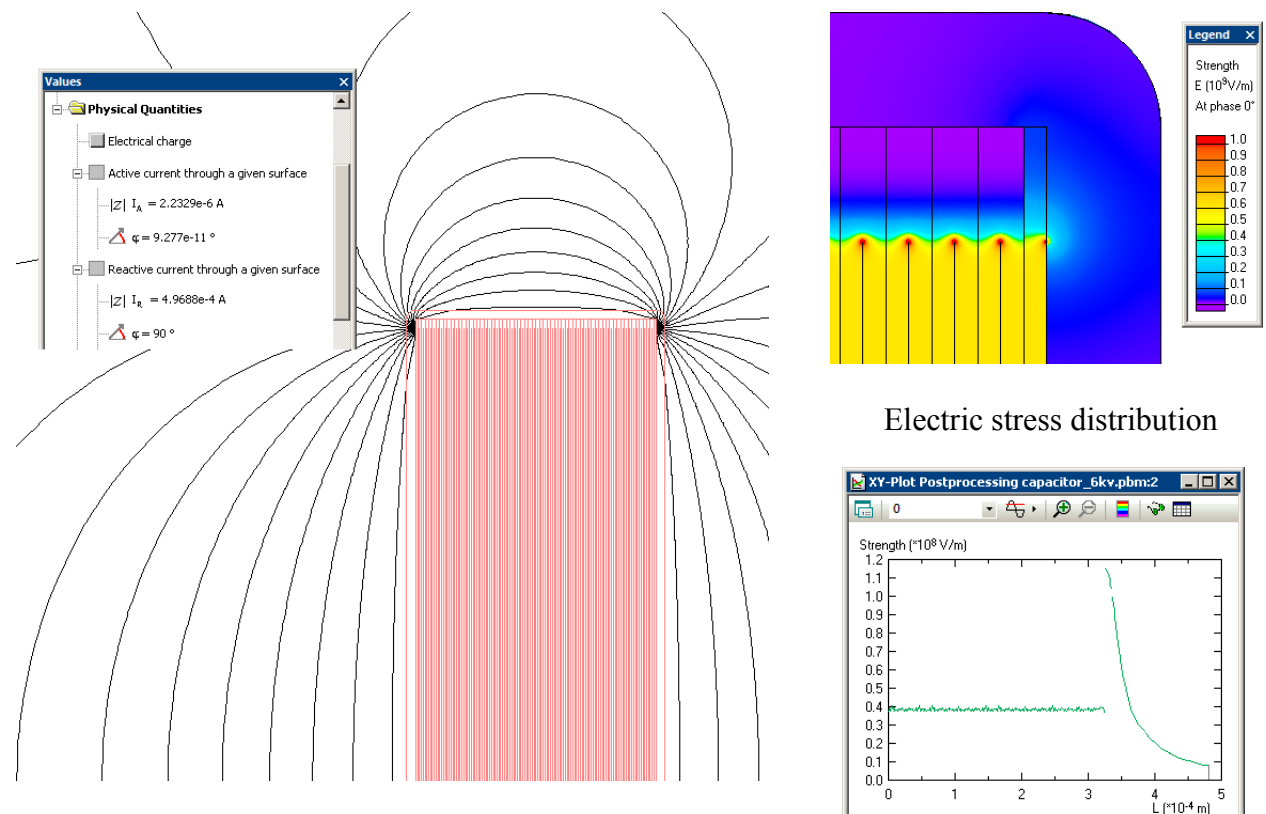 Values
Physical Quantities
Electrical charge
Active current through a given surface
|Z| I_A = 2.2329e-6 A
φ = 9.277e-11 °
Reactive current through a given surface
|Z| I_R = 4.9688e-4 A
φ = 90 °
Legend
Strength
E (10⁹V/m)
At phase 0°
1.0
0.9
0.8
0.7
0.6
0.5
0.4
0.3
0.2
0.1
0.0
Electric stress distribution
XY-Plot Postprocessing capacitor_6kv.pbm:2
0
Strength (*10⁸ V/m)
1.2
1.1
1.0
0.9
0.8
0.7
0.6
0.5
0.4
0.3
0.2
0.1
0.0
0 1 2 3 4 5
L (*10⁻⁴ m)